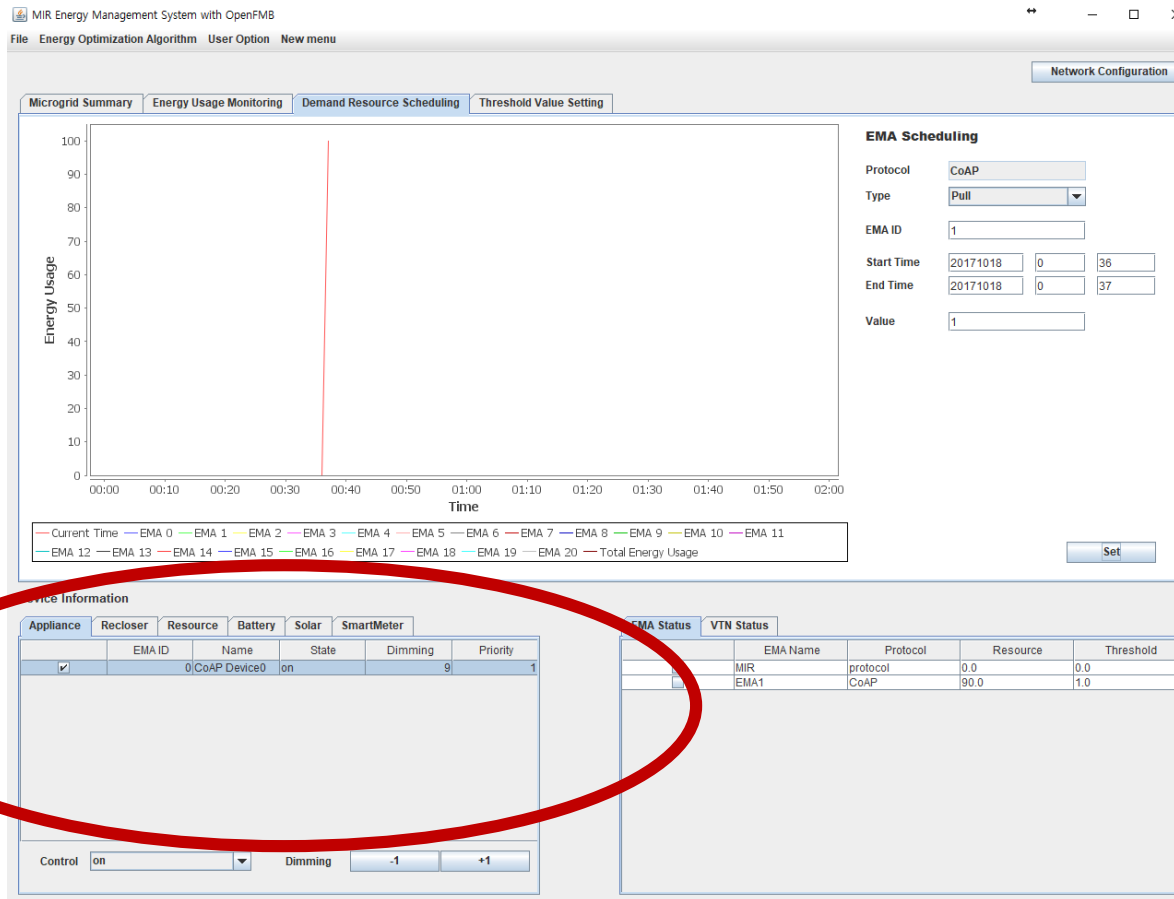 MIR Energy Management System with OpenFMB
File Energy Optimization Algorithm User Option New menu
Network Configuration
Microgrid Summary Energy Usage Monitoring Demand Resource Scheduling Threshold Value Setting
100
90
80
70
60
50
40
30
20
10
0
Energy Usage
00:00 00:10 00:20 00:30 00:40 00:50 01:00 01:10 01:20 01:30 01:40 01:50 02:00
Time
Current Time EMA 0 EMA 1 EMA 2 EMA 3 EMA 4 EMA 5 EMA 6 EMA 7 EMA 8 EMA 9 EMA 10 EMA 11
EMA 12 EMA 13 EMA 14 EMA 15 EMA 16 EMA 17 EMA 18 EMA 19 EMA 20 Total Energy Usage
EMA Scheduling
Protocol CoAP
Type Pull
EMA ID 1
Start Time 20171018 0 36
End Time 20171018 0 37
Value 1
Set
vice Information
Appliance Recloser Resource Battery Solar SmartMeter
EMA ID Name State Dimming Priority
0 CoAP Device0 on 9 1
Control on Dimming -1 +1
EMA Status VTN Status
EMA Name Protocol Resource Threshold
MIR protocol 0.0 0.0
EMA1 CoAP 90.0 1.0